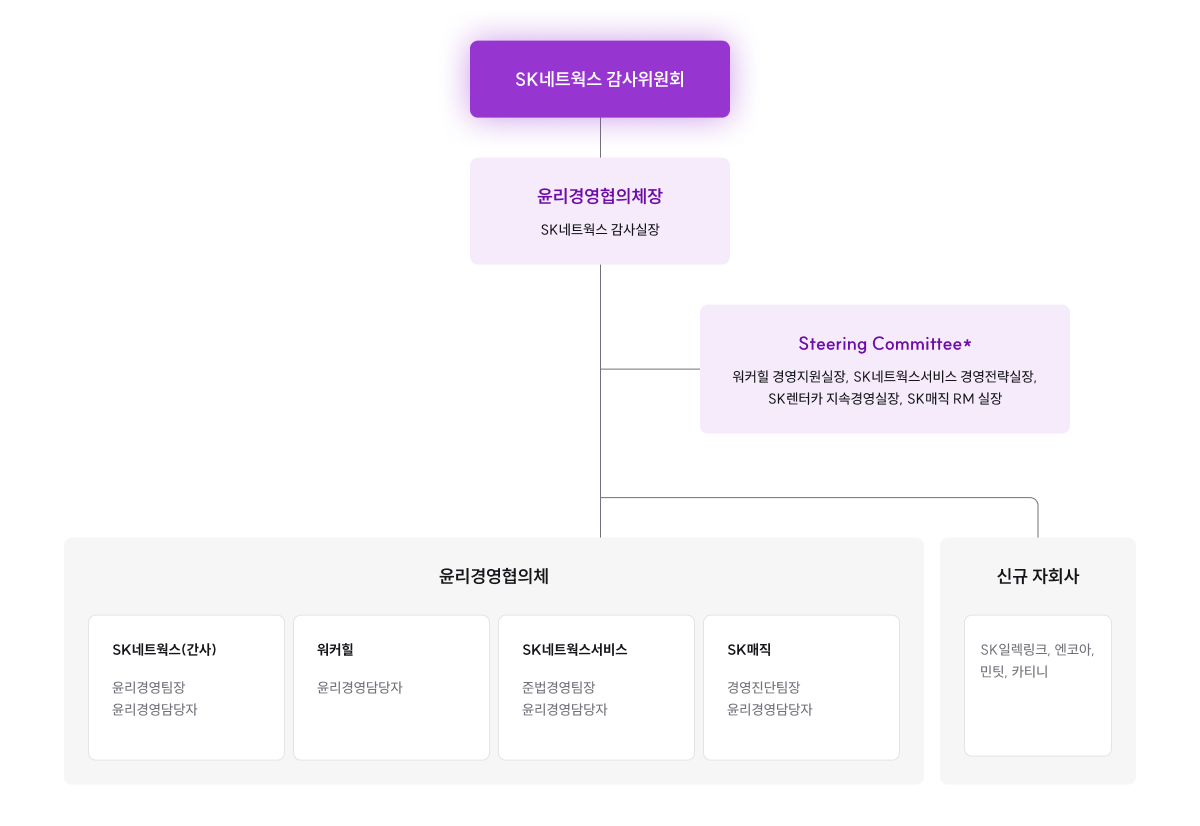 SK네트웍스 감사위원회
윤리경영협의체장
SK네트웍스 감사실장
Steering Committee*
워커힐 경영지원실장, SK네트웍스서비스 경영전략실장,
SK렌터카 지속경영실장, SK매직 RM 실장
윤리경영협의체
SK네트웍스(간사)
윤리경영팀장
윤리경영담당자
워커힐
윤리경영담당자
SK네트웍스서비스
준법경영팀장
윤리경영담당자
SK매직
경영진단팀장
윤리경영담당자
신규 자회사
SK일렉링크, 엔코아,
민팃, 카티니